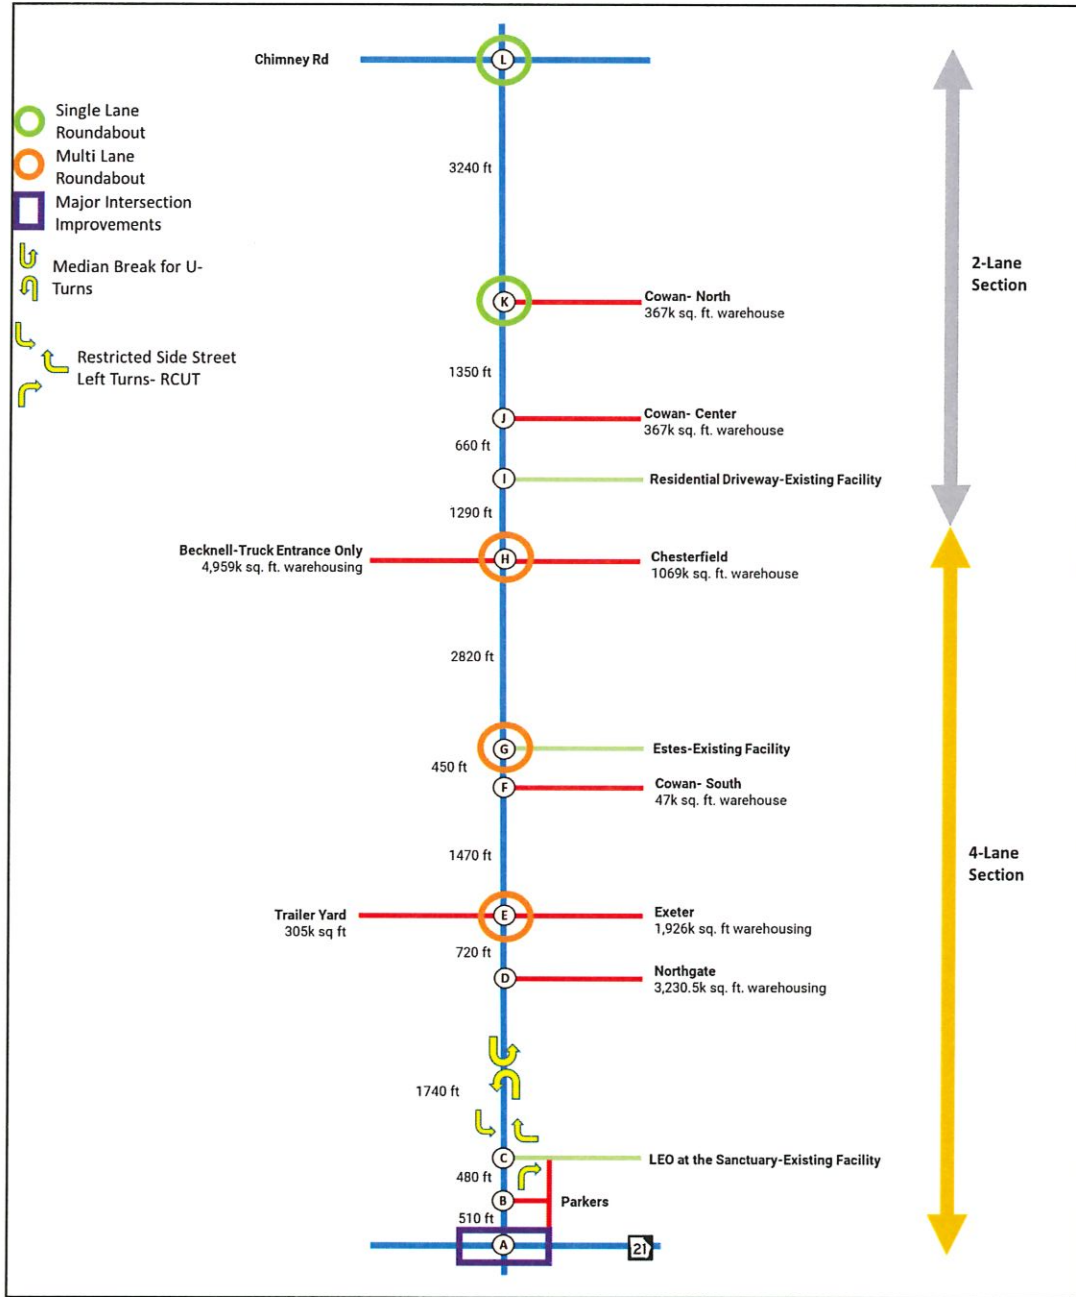 L
Chimney Rd
Single Lane
Roundabout
Multi Lane
Roundabout
Major Intersection
Improvements
Median Break for U-
Turns
Restricted Side Street
Left Turns- RCUT
3240 ft
2-Lane
Section
K
Cowan- North
367k sq. ft. warehouse
1350 ft
J
Cowan- Center
367k sq. ft. warehouse
660 ft
I
Residential Driveway-Existing Facility
1290 ft
Becknell-Truck Entrance Only
4,959k sq. ft. warehousing
H
Chesterfield
1069k sq. ft. warehouse
2820 ft
G
Estes-Existing Facility
450 ft
F
Cowan- South
47k sq. ft. warehouse
1470 ft
4-Lane
Section
Trailer Yard
305k sq ft
E
Exeter
1,926k sq. ft warehousing
720 ft
D
Northgate
3,230.5k sq. ft. warehousing
1740 ft
C
LEO at the Sanctuary-Existing Facility
480 ft
B
Parkers
510 ft
A
21